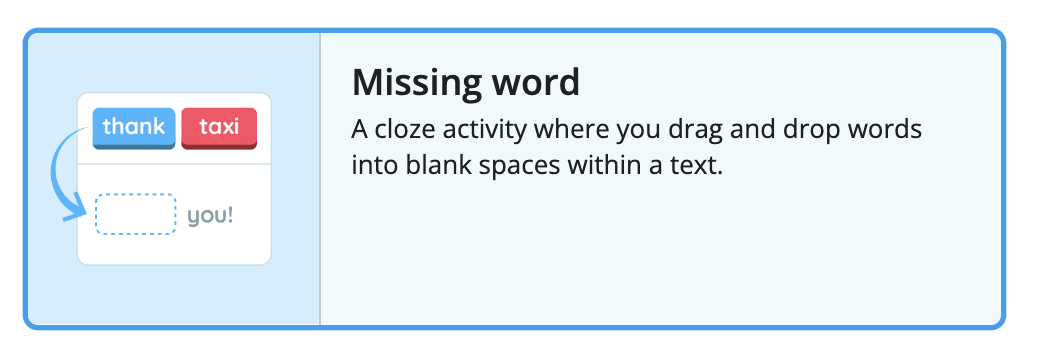 thank taxi
you!
Missing word
A cloze activity where you drag and drop words
into blank spaces within a text.